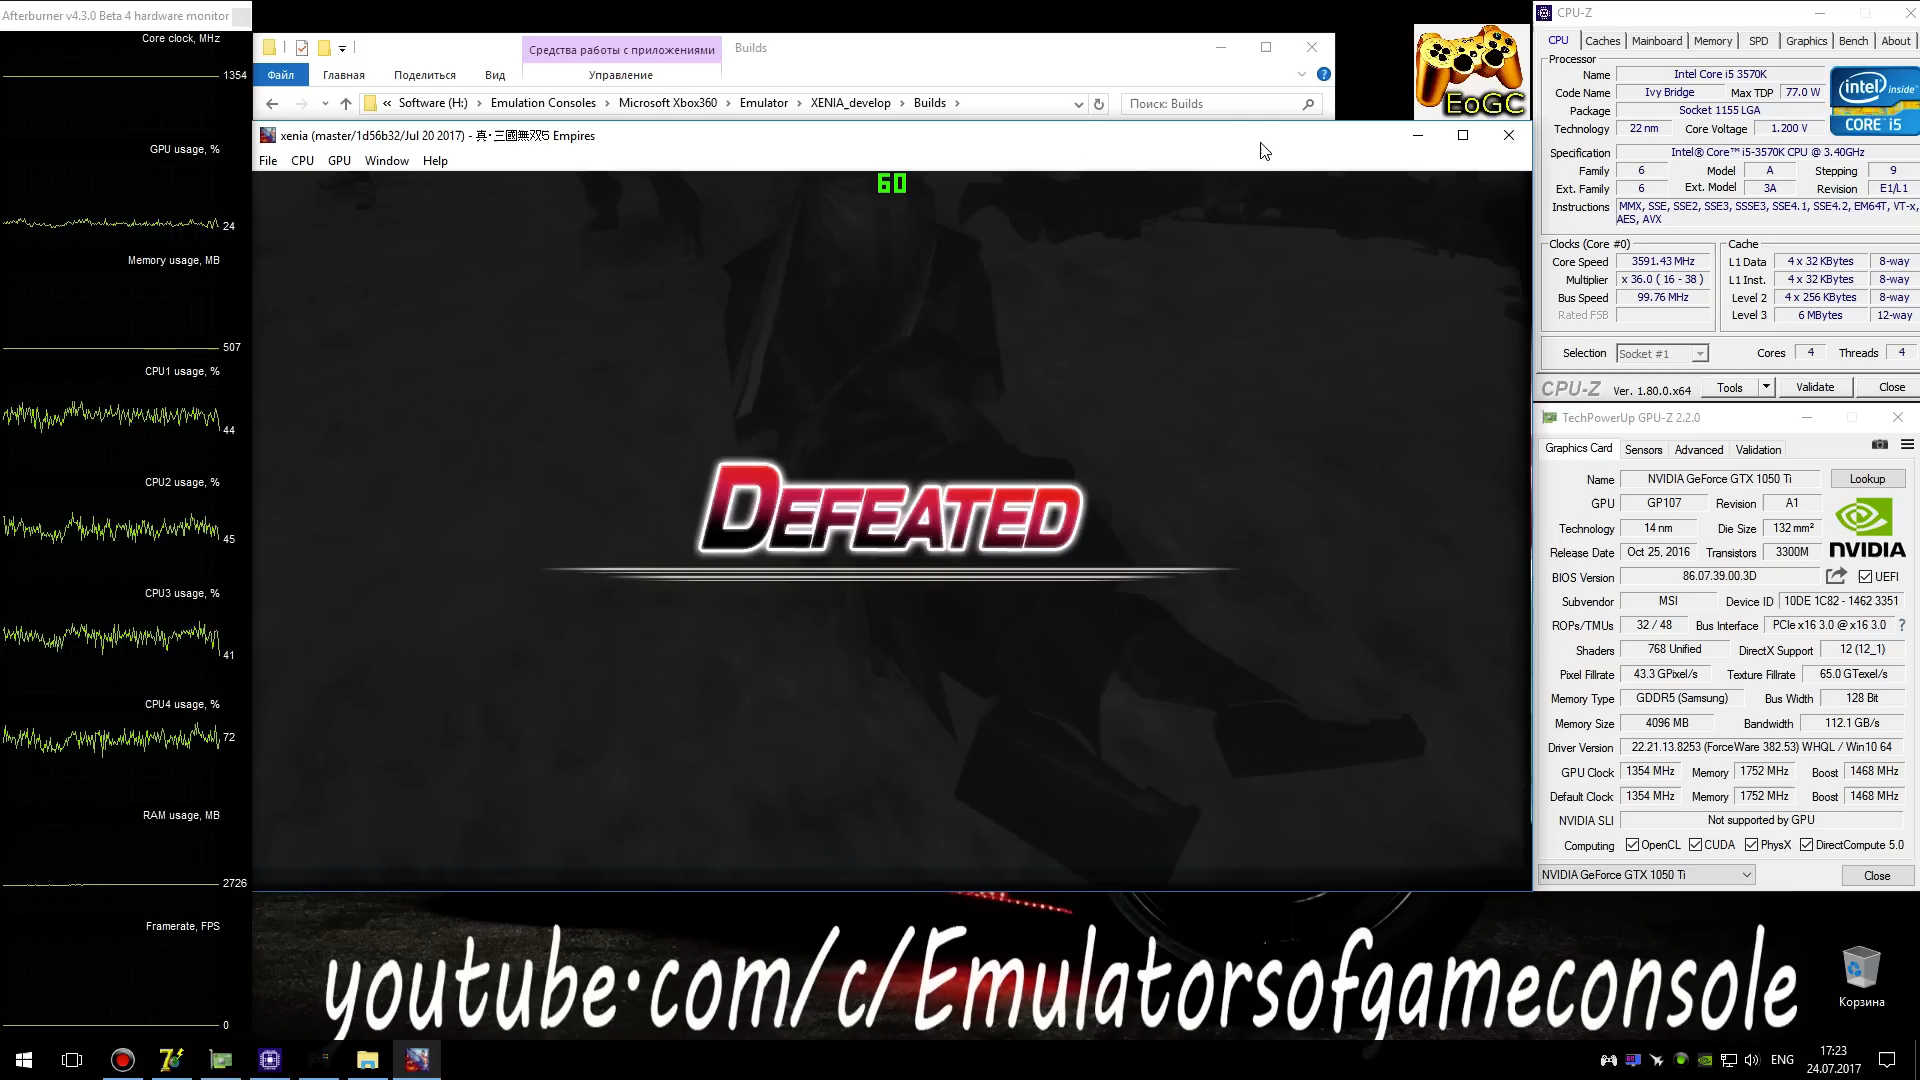 Afterburner v4.3.0 Beta 4 hardware monitor
Core clock, MHz
1354
GPU usage, %
24
Memory usage, MB
507
CPU1 usage, %
44
CPU2 usage, %
45
CPU3 usage, %
41
CPU4 usage, %
72
RAM usage, MB
2726
Framerate, FPS
0
Средства работы с приложениями
Builds
Файл Главная Поделиться Вид Управление
« Software (H:) Emulation Consoles Microsoft Xbox360 Emulator XENIA_develop Builds
Поиск: Builds
EoGC
xenia (master/1d56b32/Jul 20 2017) - 真・三國無双5 Empires
File CPU GPU Window Help
60
DEFEATED
youtube.com/c/Emulatorsofgameconsole
Корзина
CPU-Z
CPU Caches Mainboard Memory SPD Graphics Bench About
Processor
Name Intel Core i5 3570K
Code Name Ivy Bridge Max TDP 77.0 W
Package Socket 1155 LGA
Technology 22 nm Core Voltage 1.200 V
intel inside™
CORE i5
Specification Intel® Core™ i5-3570K CPU @ 3.40GHz
Family 6 Model A Stepping 9
Ext. Family 6 Ext. Model 3A Revision E1/L1
Instructions MMX, SSE, SSE2, SSE3, SSSE3, SSE4.1, SSE4.2, EM64T, VT-x,
AES, AVX
Clocks (Core #0)
Core Speed 3591.43 MHz
Multiplier x 36.0 ( 16 - 38 )
Bus Speed 99.76 MHz
Rated FSB
Cache
L1 Data 4 x 32 KBytes 8-way
L1 Inst. 4 x 32 KBytes 8-way
Level 2 4 x 256 KBytes 8-way
Level 3 6 MBytes 12-way
Selection Socket #1 Cores 4 Threads 4
CPU-Z Ver. 1.80.0.x64 Tools Validate Close
TechPowerUp GPU-Z 2.2.0
Graphics Card Sensors Advanced Validation
Name NVIDIA GeForce GTX 1050 Ti Lookup
GPU GP107 Revision A1
Technology 14 nm Die Size 132 mm²
Release Date Oct 25, 2016 Transistors 3300M
NVIDIA
BIOS Version 86.07.39.00.3D UEFI
Subvendor MSI Device ID 10DE 1C82 - 1462 3351
ROPs/TMUs 32 / 48 Bus Interface PCIe x16 3.0 @ x16 3.0 ?
Shaders 768 Unified DirectX Support 12 (12_1)
Pixel Fillrate 43.3 GPixel/s Texture Fillrate 65.0 GTexel/s
Memory Type GDDR5 (Samsung) Bus Width 128 Bit
Memory Size 4096 MB Bandwidth 112.1 GB/s
Driver Version 22.21.13.8253 (ForceWare 382.53) WHQL / Win10 64
GPU Clock 1354 MHz Memory 1752 MHz Boost 1468 MHz
Default Clock 1354 MHz Memory 1752 MHz Boost 1468 MHz
NVIDIA SLI Not supported by GPU
Computing OpenCL CUDA PhysX DirectCompute 5.0
NVIDIA GeForce GTX 1050 Ti Close
ENG
17:23
24.07.2017